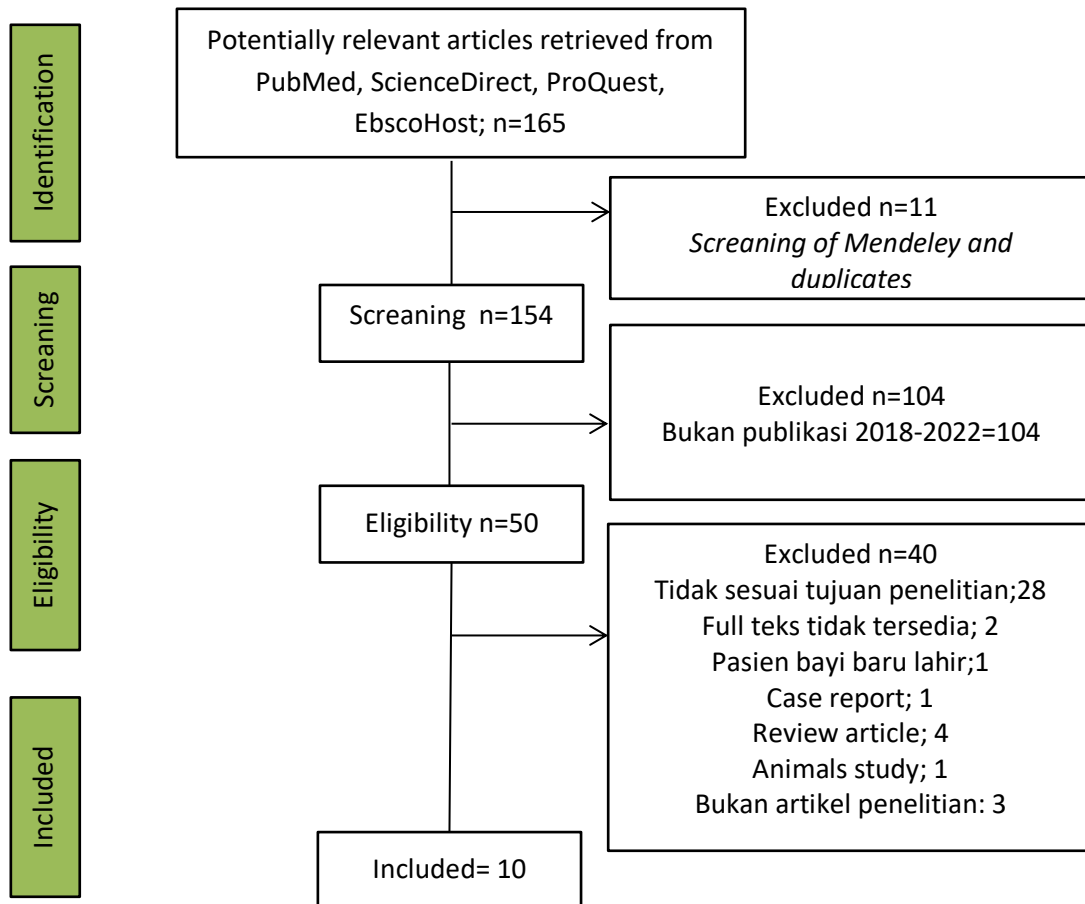 Identification
Potentially relevant articles retrieved from
PubMed, ScienceDirect, ProQuest,
EbscoHost; n=165
Excluded n=11
Screaning of Mendeley and
duplicates
Screaning
Screaning n=154
Excluded n=104
Bukan publikasi 2018-2022=104
Eligibility
Eligibility n=50
Excluded n=40
Tidak sesuai tujuan penelitian;28
Full teks tidak tersedia; 2
Pasien bayi baru lahir;1
Case report; 1
Review article; 4
Animals study; 1
Bukan artikel penelitian: 3
Included
Included= 10